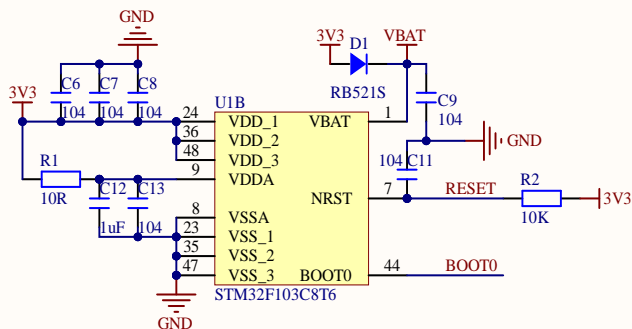 GND
3V3
D1
VBAT
C6
C7
C8
RB521S
3V3
104
104
104
U1B
C9
104
24
VDD_1
VBAT
1
36
VDD_2
48
VDD_3
GND
R1
9
VDDA
104
C11
10R
C12
C13
NRST
7
RESET
R2
3V3
10K
1uF
104
8
VSSA
23
VSS_1
35
VSS_2
47
VSS_3
BOOT0
44
BOOT0
STM32F103C8T6
GND